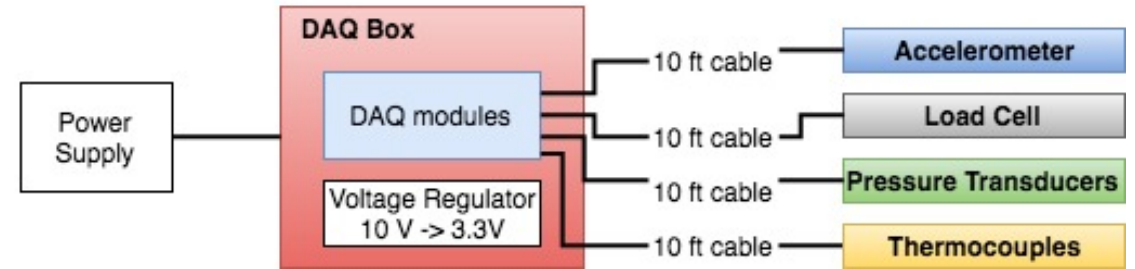 DAQ Box
Power
Supply
DAQ modules
Voltage Regulator
10 V -> 3.3V
10 ft cable
Accelerometer
10 ft cable
Load Cell
10 ft cable
Pressure Transducers
10 ft cable
Thermocouples